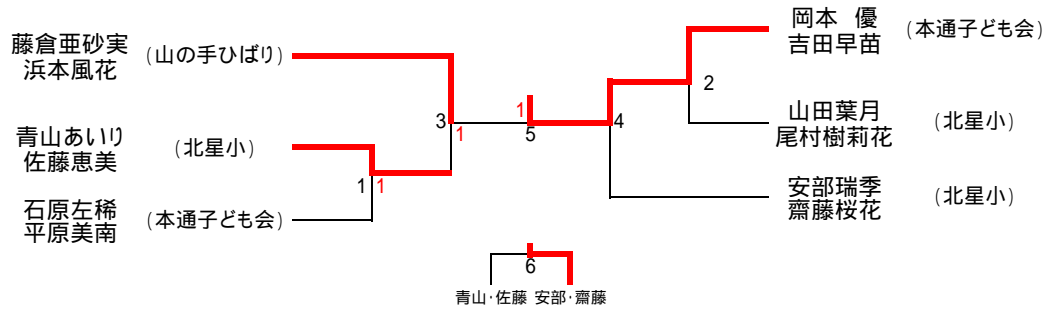 藤倉亜砂実
浜本風花
(山の手ひばり)
青山あいり
佐藤恵美
(北星小)
石原左稀
平原美南
(本通子ども会)
岡本 優
吉田早苗
(本通子ども会)
山田葉月
尾村樹莉花
(北星小)
安部瑞季
齋藤桜花
(北星小)
3
1
1
1
1
5
4
2
6
青山・佐藤 安部・齋藤